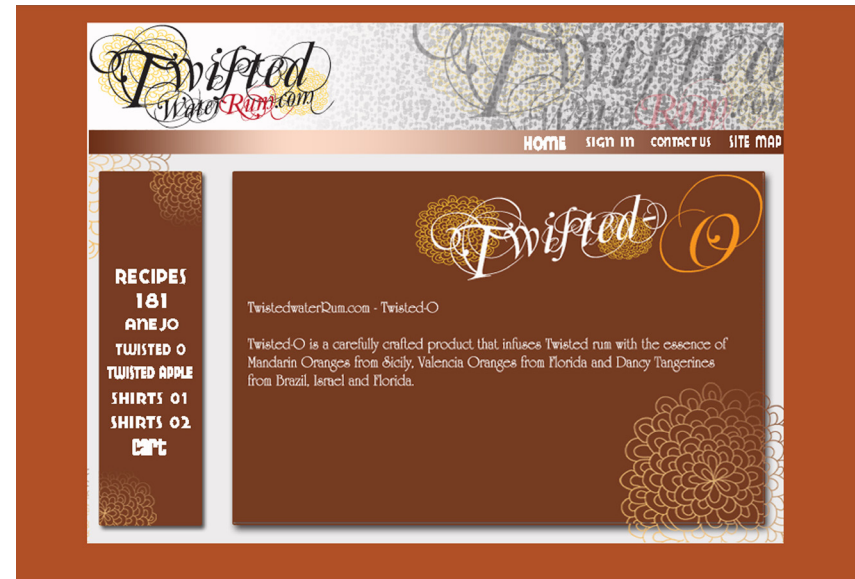 Twisted
WaterRum.com
HOME SIGN IN CONTACT US SITE MAP
RECIPES
181
ANEJO
TWISTED O
TWISTED APPLE
SHIRTS 01
SHIRTS 02
cart
Twisted-O
TwistedwaterRum.com - Twisted-O
Twisted-O is a carefully crafted product that infuses Twisted rum with the essence of
Mandarin Oranges from Sicily, Valencia Oranges from Florida and Dancy Tangerines
from Brazil, Israel and Florida.